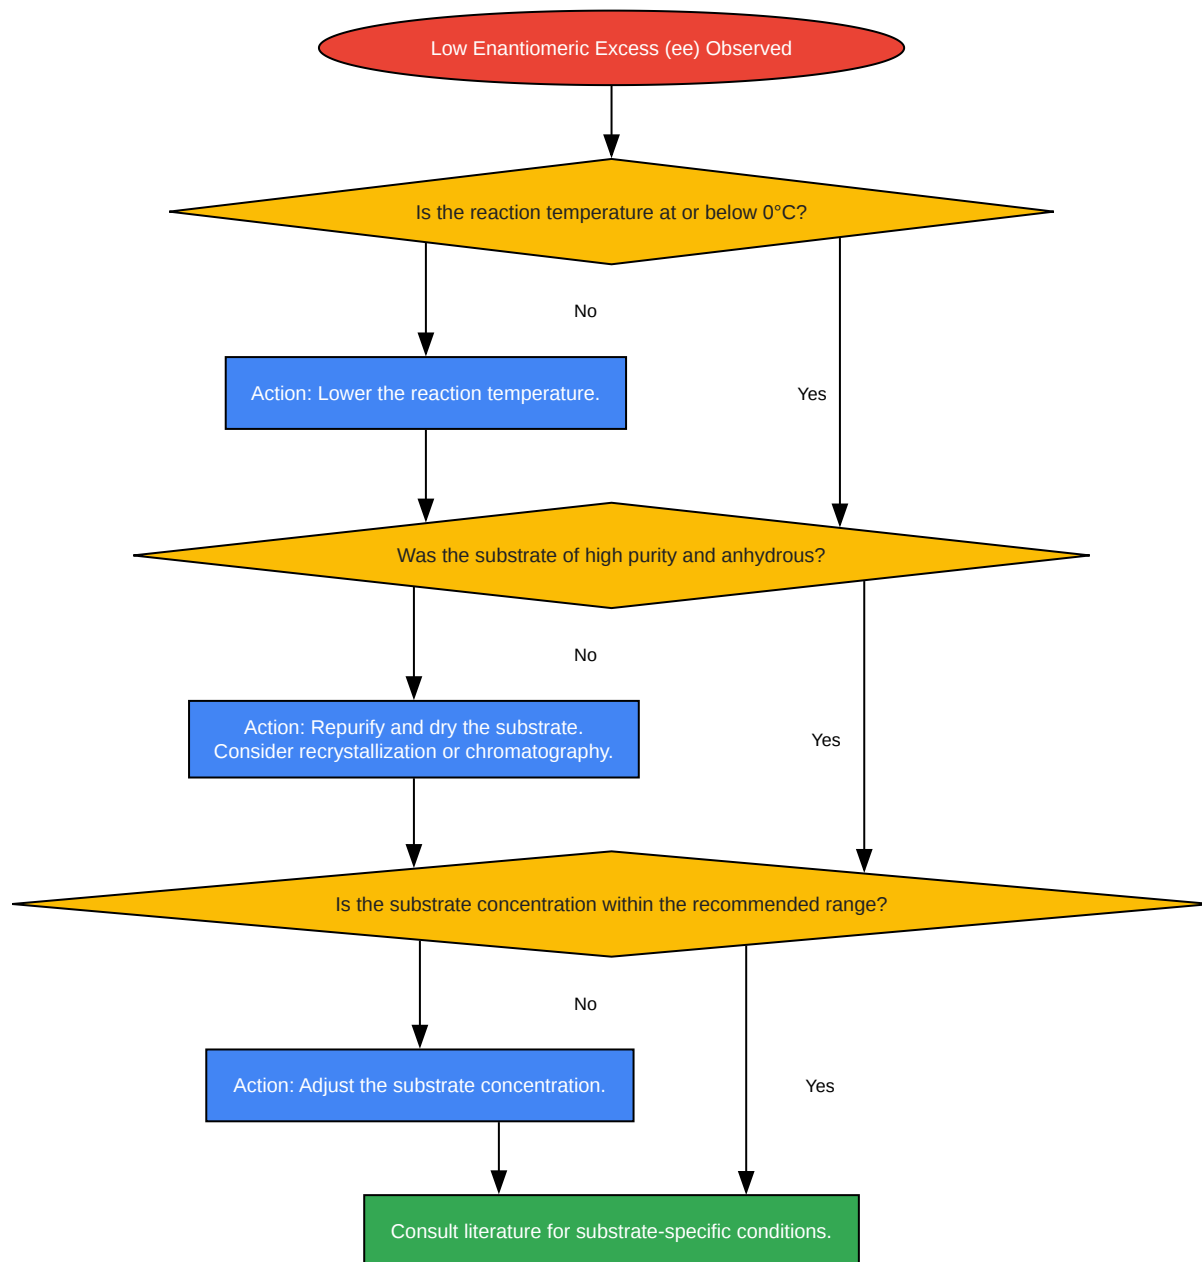 Low Enantiomeric Excess (ee) Observed
Is the reaction temperature at or below 0°C?
No
Action: Lower the reaction temperature.
Yes
Was the substrate of high purity and anhydrous?
No
Action: Repurify and dry the substrate.
Consider recrystallization or chromatography.
Yes
Is the substrate concentration within the recommended range?
No
Action: Adjust the substrate concentration.
Yes
Consult literature for substrate-specific conditions.